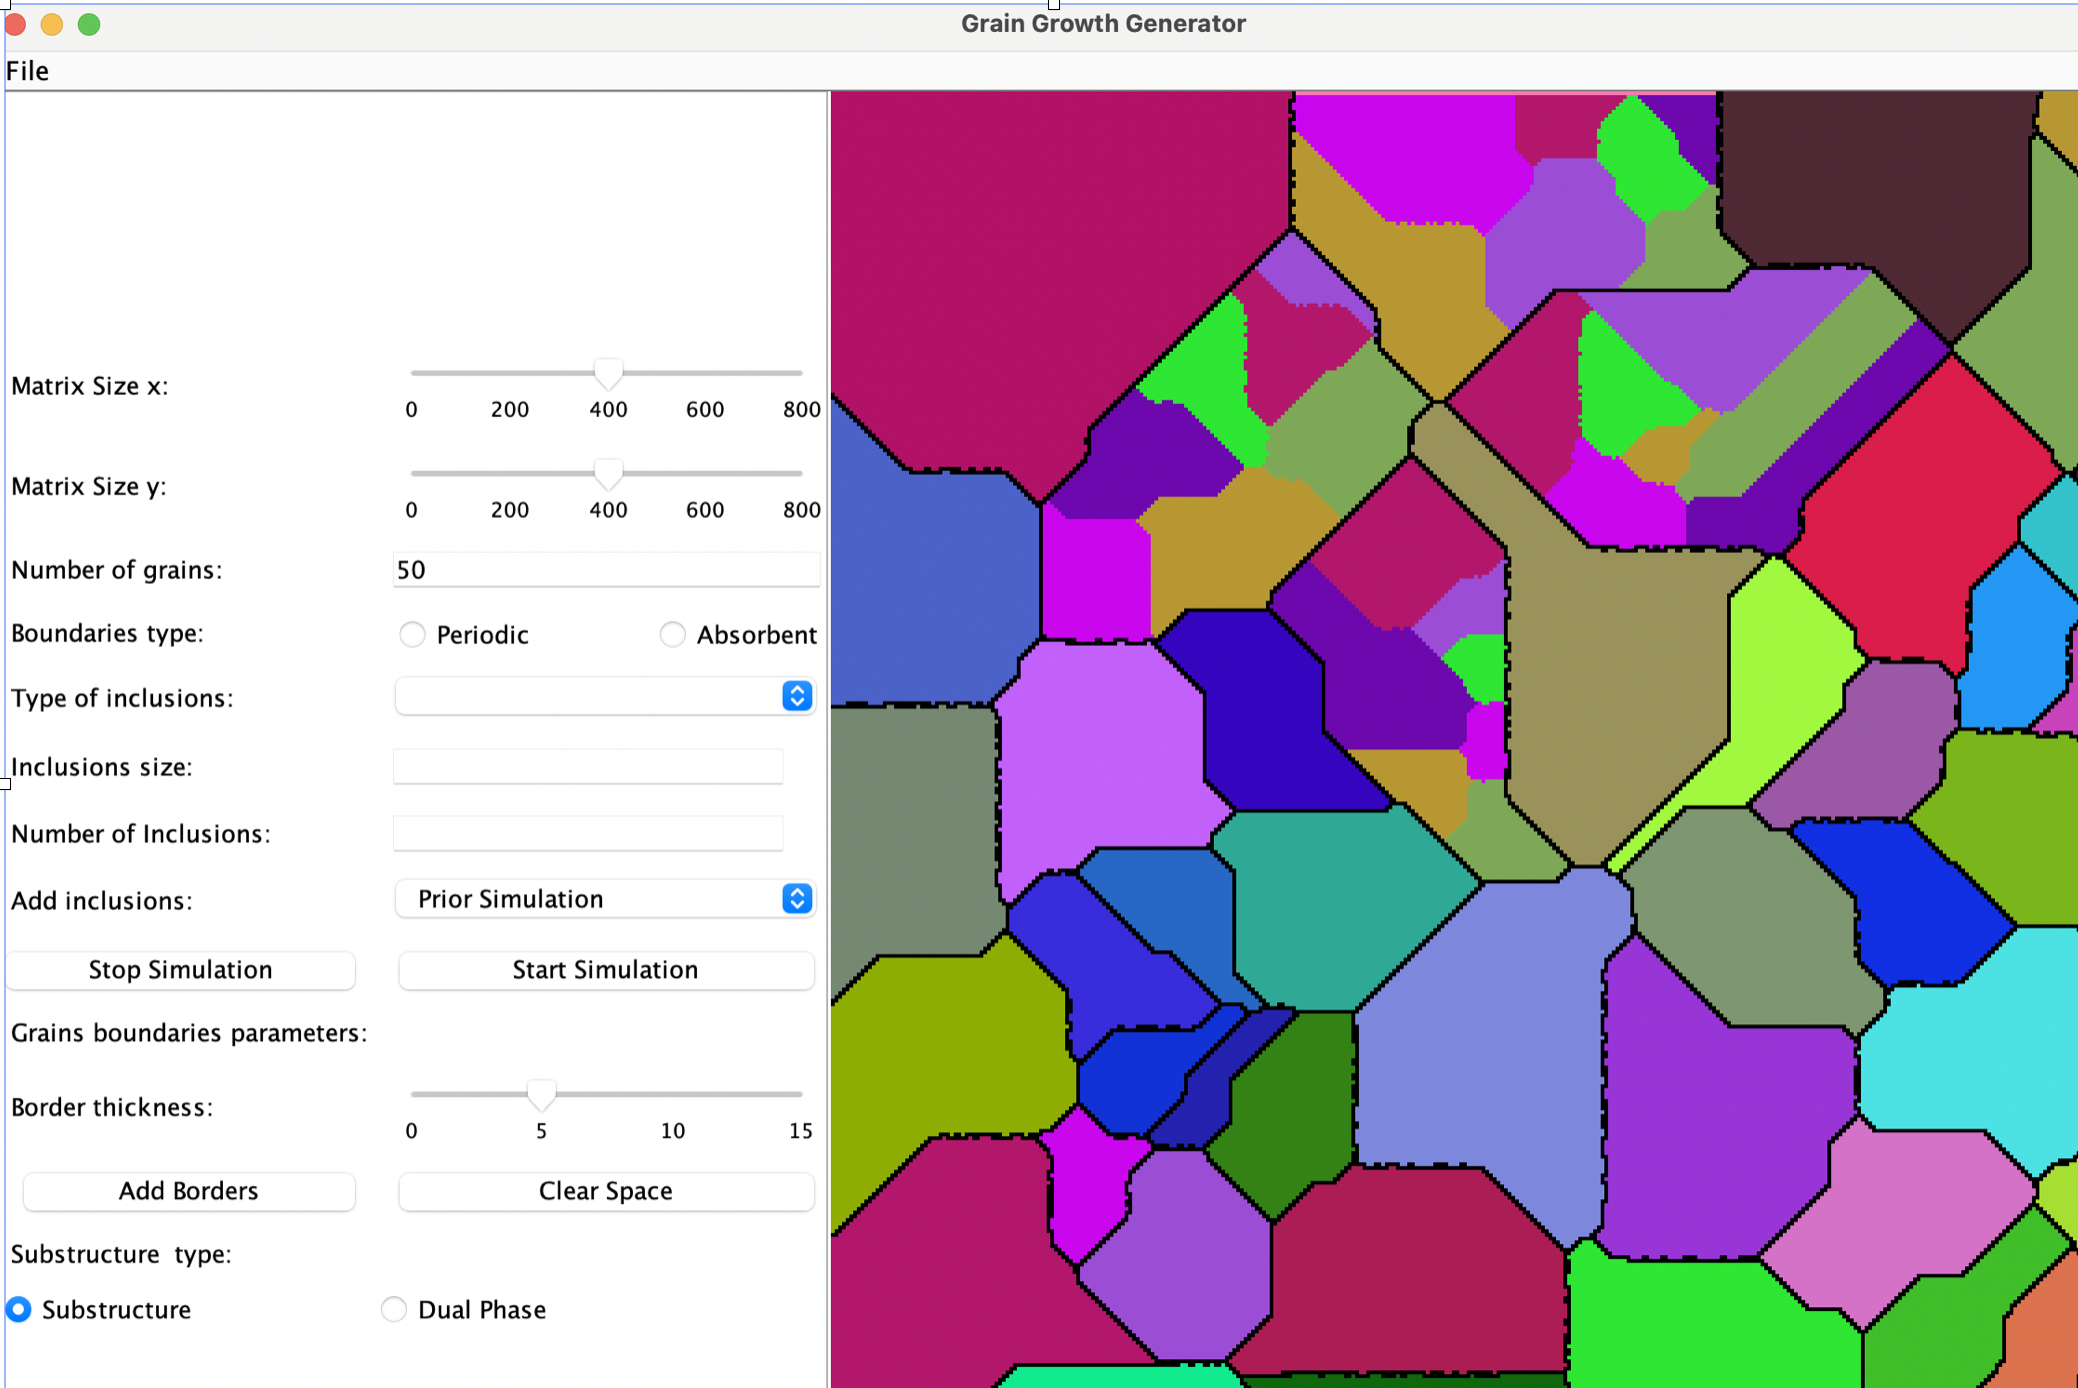 Grain Growth Generator
File
Matrix Size x:
0 200 400 600 800
Matrix Size y:
0 200 400 600 800
Number of grains: 50
Boundaries type: Periodic Absorbent
Type of inclusions:
Inclusions size:
Number of Inclusions:
Add inclusions: Prior Simulation
Stop Simulation Start Simulation
Grains boundaries parameters:
Border thickness:
0 5 10 15
Add Borders Clear Space
Substructure type:
Substructure Dual Phase